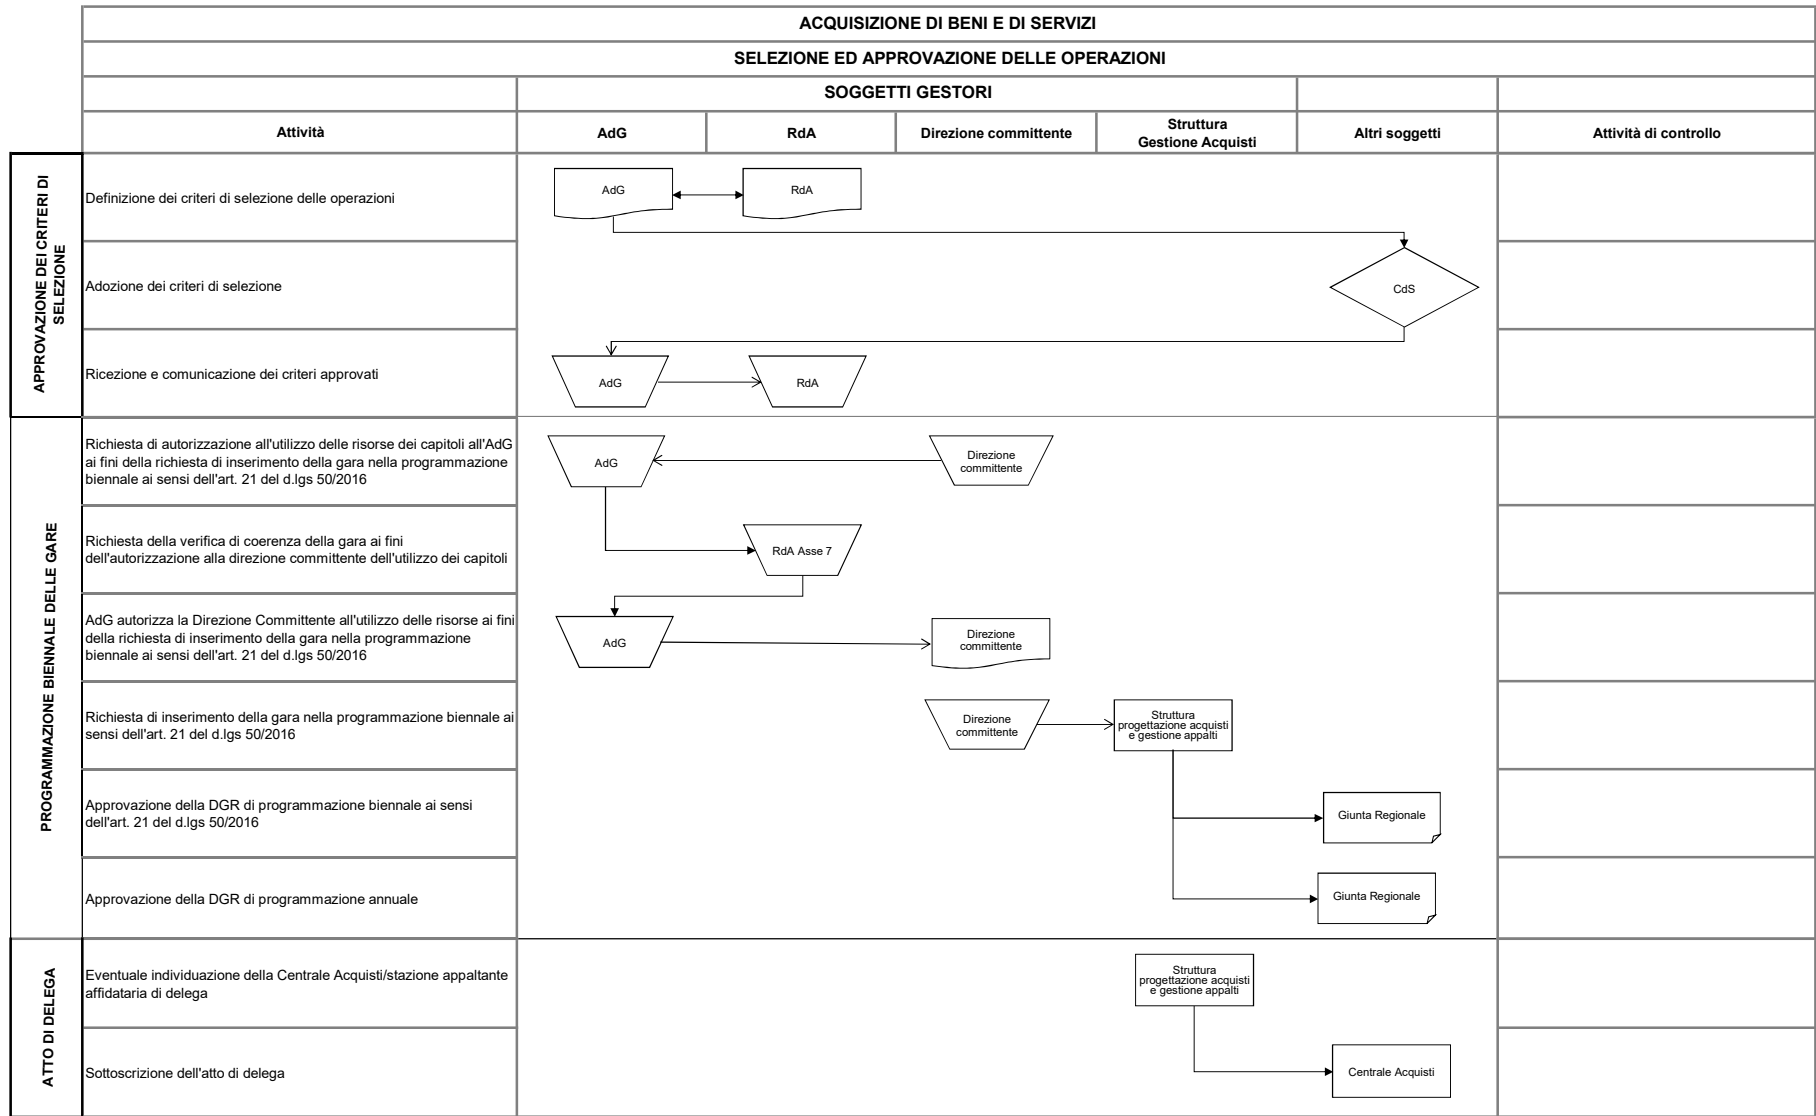 ACQUISIZIONE DI BENI E DI SERVIZI
SELEZIONE ED APPROVAZIONE DELLE OPERAZIONI
SOGGETTI GESTORI
Attività
AdG
RdA
Direzione committente
Struttura
Gestione Acquisti
Altri soggetti
Attività di controllo
APPROVAZIONE DEI CRITERI DI
SELEZIONE
Definizione dei criteri di selezione delle operazioni
AdG
RdA
Adozione dei criteri di selezione
CdS
Ricezione e comunicazione dei criteri approvati
AdG
RdA
PROGRAMMAZIONE BIENNALE DELLE GARE
Richiesta di autorizzazione all'utilizzo delle risorse dei capitoli all'AdG
ai fini della richiesta di inserimento della gara nella programmazione
biennale ai sensi dell'art. 21 del d.lgs 50/2016
AdG
Direzione
committente
Richiesta della verifica di coerenza della gara ai fini
dell'autorizzazione alla direzione committente dell'utilizzo dei capitoli
RdA Asse 7
AdG autorizza la Direzione Committente all'utilizzo delle risorse ai fini
della richiesta di inserimento della gara nella programmazione
biennale ai sensi dell'art. 21 del d.lgs 50/2016
AdG
Direzione
committente
Richiesta di inserimento della gara nella programmazione biennale ai
sensi dell'art. 21 del d.lgs 50/2016
Direzione
committente
Struttura
progettazione acquisti
e gestione appalti
Approvazione della DGR di programmazione biennale ai sensi
dell'art. 21 del d.lgs 50/2016
Giunta Regionale
Approvazione della DGR di programmazione annuale
Giunta Regionale
ATTO DI DELEGA
Eventuale individuazione della Centrale Acquisti/stazione appaltante
affidataria di delega
Struttura
progettazione acquisti
e gestione appalti
Sottoscrizione dell'atto di delega
Centrale Acquisti